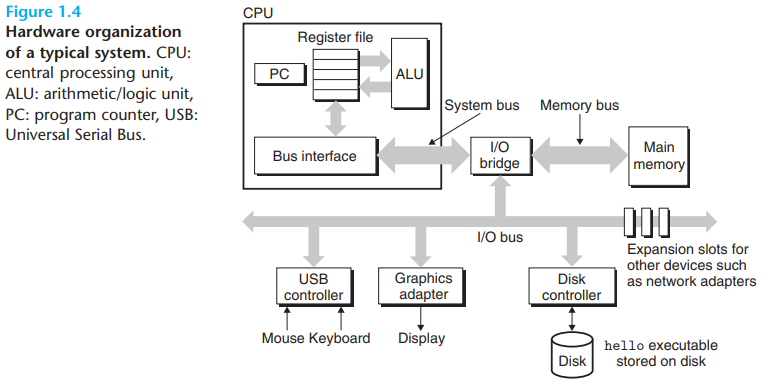 Figure 1.4
Hardware organization
of a typical system. CPU:
central processing unit,
ALU: arithmetic/logic unit,
PC: program counter, USB:
Universal Serial Bus.
CPU
Register file
PC
ALU
System bus
Memory bus
Bus interface
I/O
bridge
Main
memory
I/O bus
Expansion slots for
other devices such
as network adapters
USB
controller
Graphics
adapter
Disk
controller
Mouse Keyboard
Display
Disk
hello executable
stored on disk